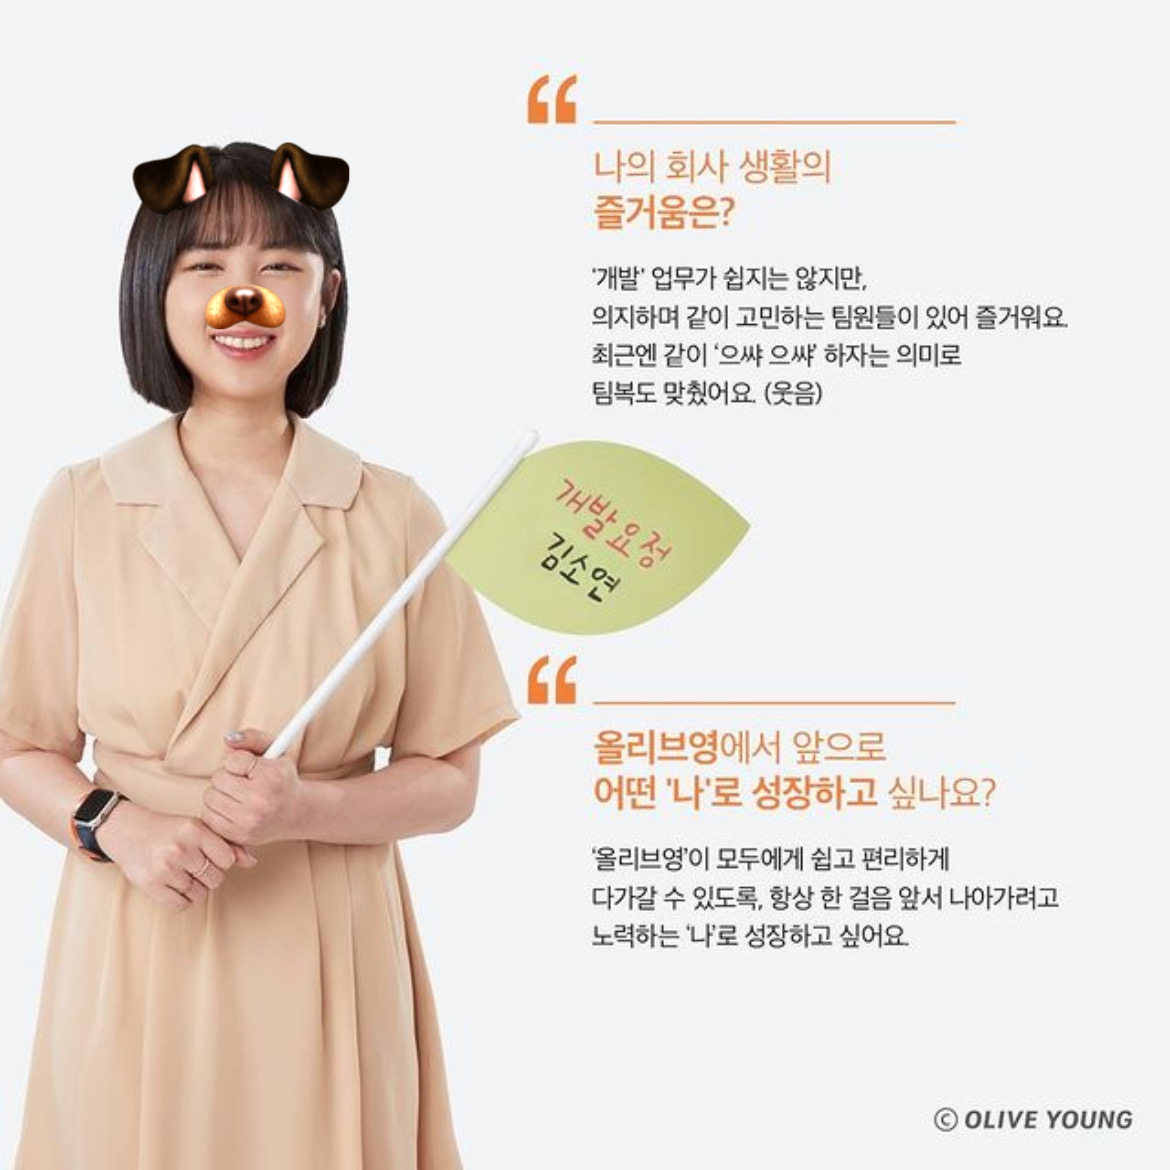 나의 회사 생활의
즐거움은?
'개발' 업무가 쉽지는 않지만,
의지하며 같이 고민하는 팀원들이 있어 즐거워요.
최근엔 같이 ‘으쌰 으쌰’ 하자는 의미로
팀복도 맞췄어요. (웃음)
개발요정
김소연
올리브영에서 앞으로
어떤 '나'로 성장하고 싶나요?
‘올리브영’이 모두에게 쉽고 편리하게
다가갈 수 있도록, 항상 한 걸음 앞서 나아가려고
노력하는 ‘나’로 성장하고 싶어요.
ⓒ OLIVE YOUNG